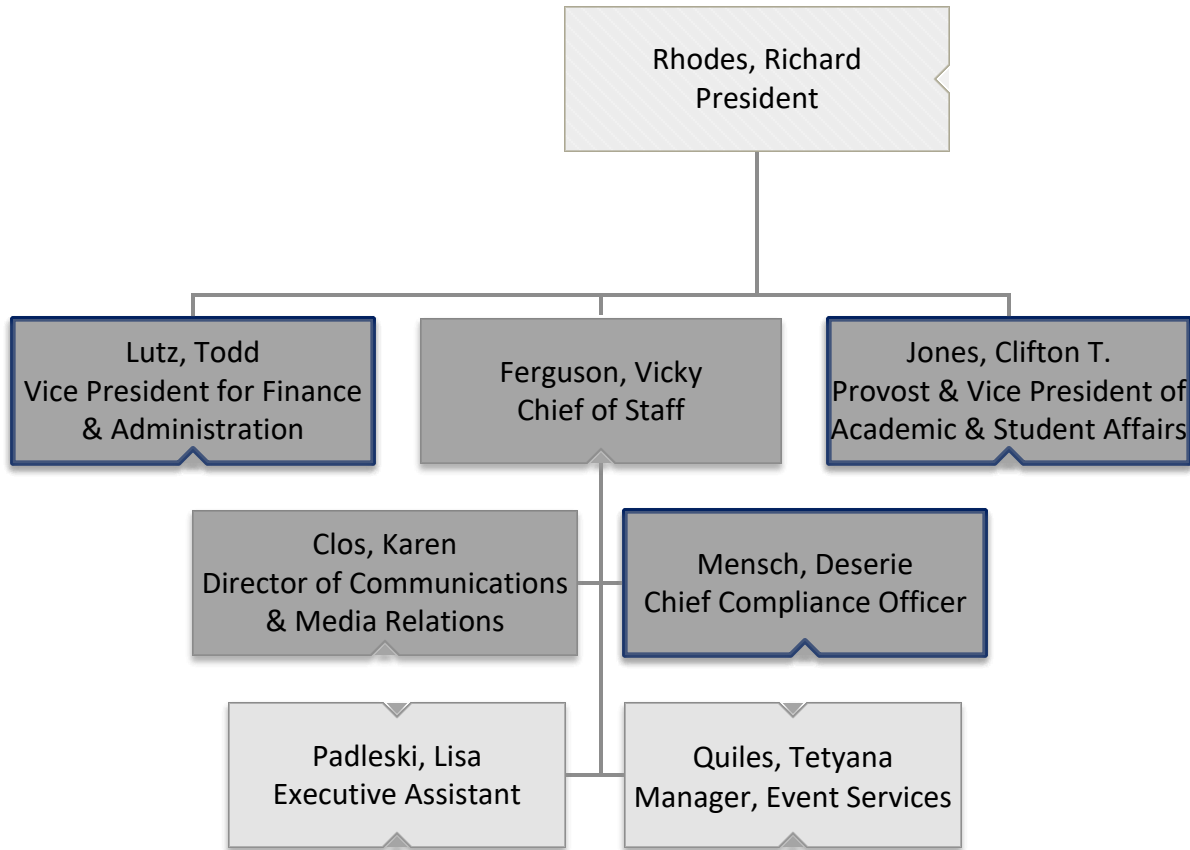 Rhodes, Richard
President
Lutz, Todd
Vice President for Finance
& Administration
Ferguson, Vicky
Chief of Staff
Jones, Clifton T.
Provost & Vice President of
Academic & Student Affairs
Clos, Karen
Director of Communications
& Media Relations
Mensch, Deserie
Chief Compliance Officer
Padleski, Lisa
Executive Assistant
Quiles, Tetyana
Manager, Event Services